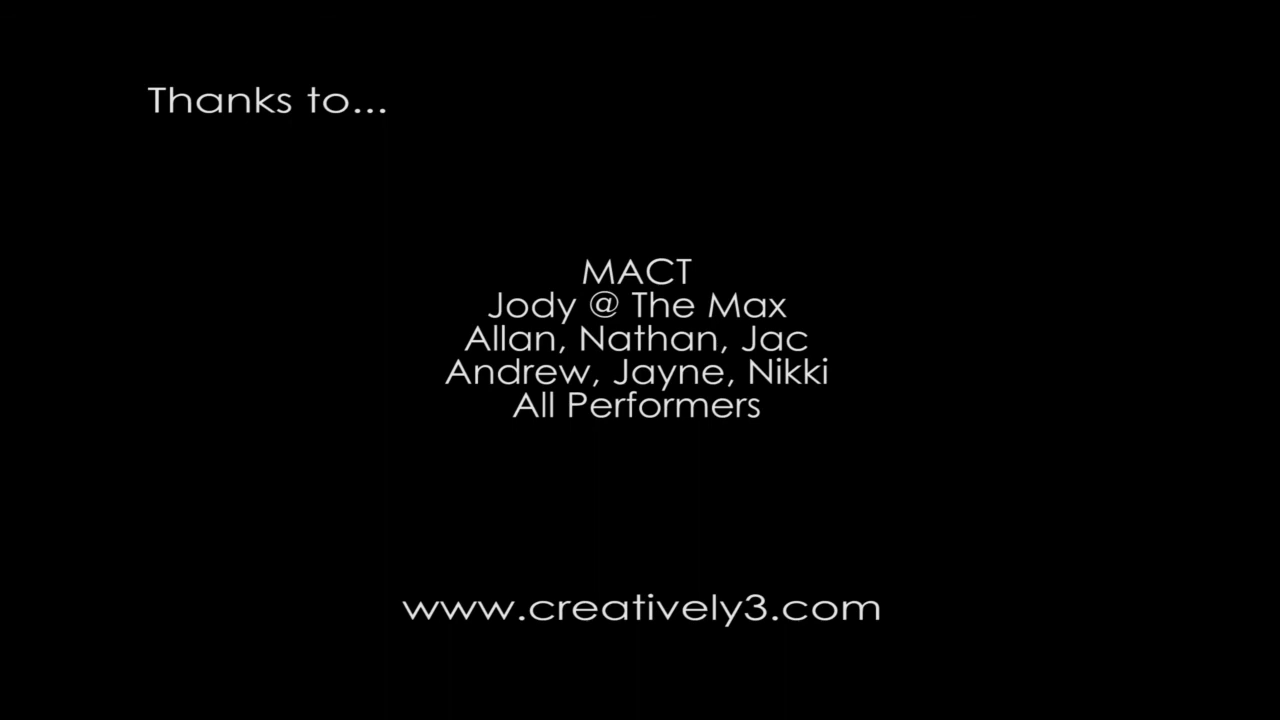 Thanks to...
MACT
Jody @ The Max
Allan, Nathan, Jac
Andrew, Jayne, Nikki
All Performers
www.creatively3.com